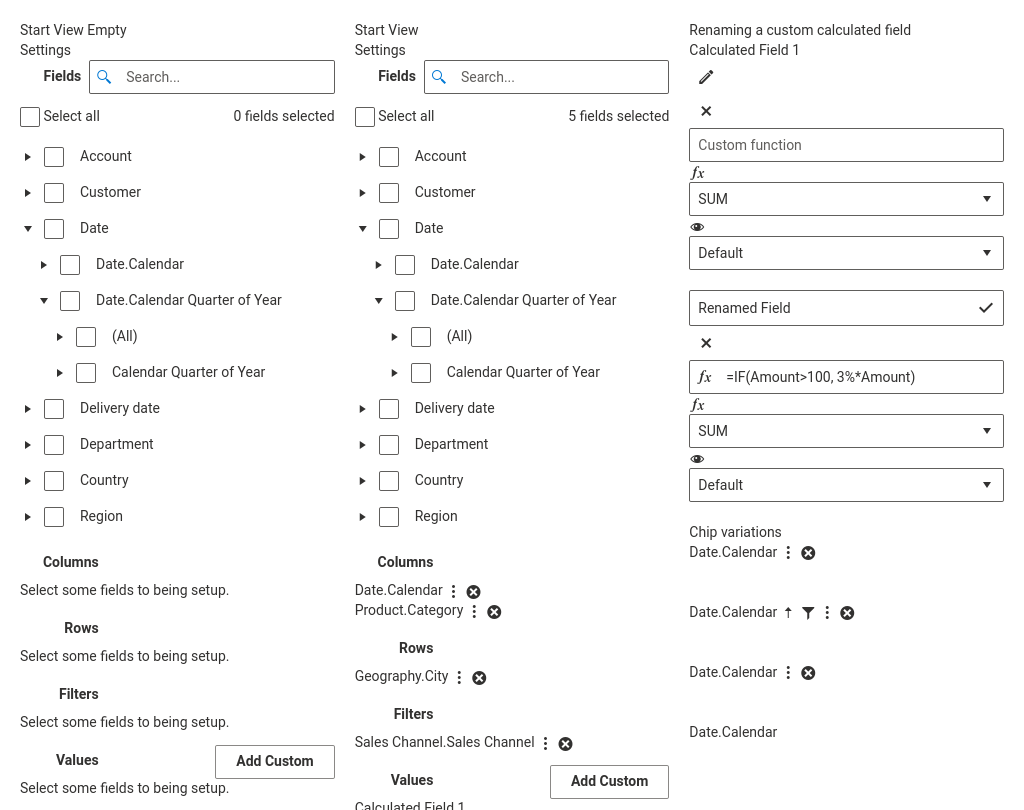 Start View Empty
Settings
Fields
Search...
Select all
0 fields selected
Account
Customer
Date
Date.Calendar
Date.Calendar Quarter of Year
(All)
Calendar Quarter of Year
Delivery date
Department
Country
Region
Columns
Select some fields to being setup.
Rows
Select some fields to being setup.
Filters
Select some fields to being setup.
Values
Add Custom
Select some fields to being setup.
Start View
Settings
Fields
Search...
Select all
5 fields selected
Account
Customer
Date
Date.Calendar
Date.Calendar Quarter of Year
(All)
Calendar Quarter of Year
Delivery date
Department
Country
Region
Columns
Date.Calendar
Product.Category
Rows
Geography.City
Filters
Sales Channel.Sales Channel
Values
Add Custom
Calculated Field 1
Renaming a custom calculated field
Calculated Field 1
Custom function
fx
SUM
Default
Renamed Field
fx =IF(Amount>100, 3%*Amount)
fx
SUM
Default
Chip variations
Date.Calendar
Date.Calendar
Date.Calendar
Date.Calendar